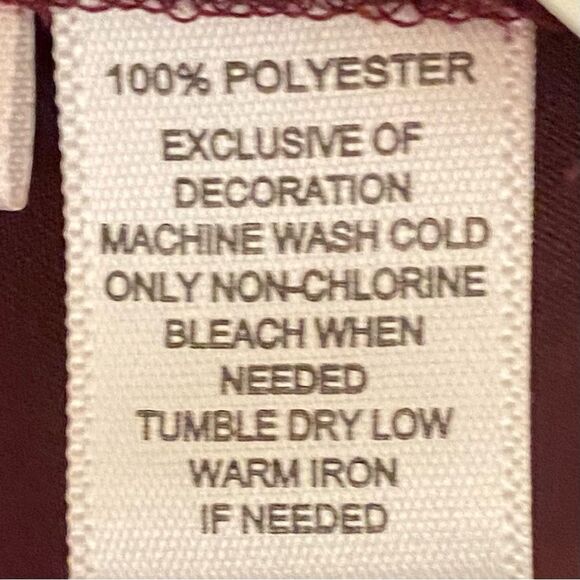 100% POLYESTER
EXCLUSIVE OF
DECORATION
MACHINE WASH COLD
ONLY NON-CHLORINE
BLEACH WHEN
NEEDED
TUMBLE DRY LOW
WARM IRON
IF NEEDED